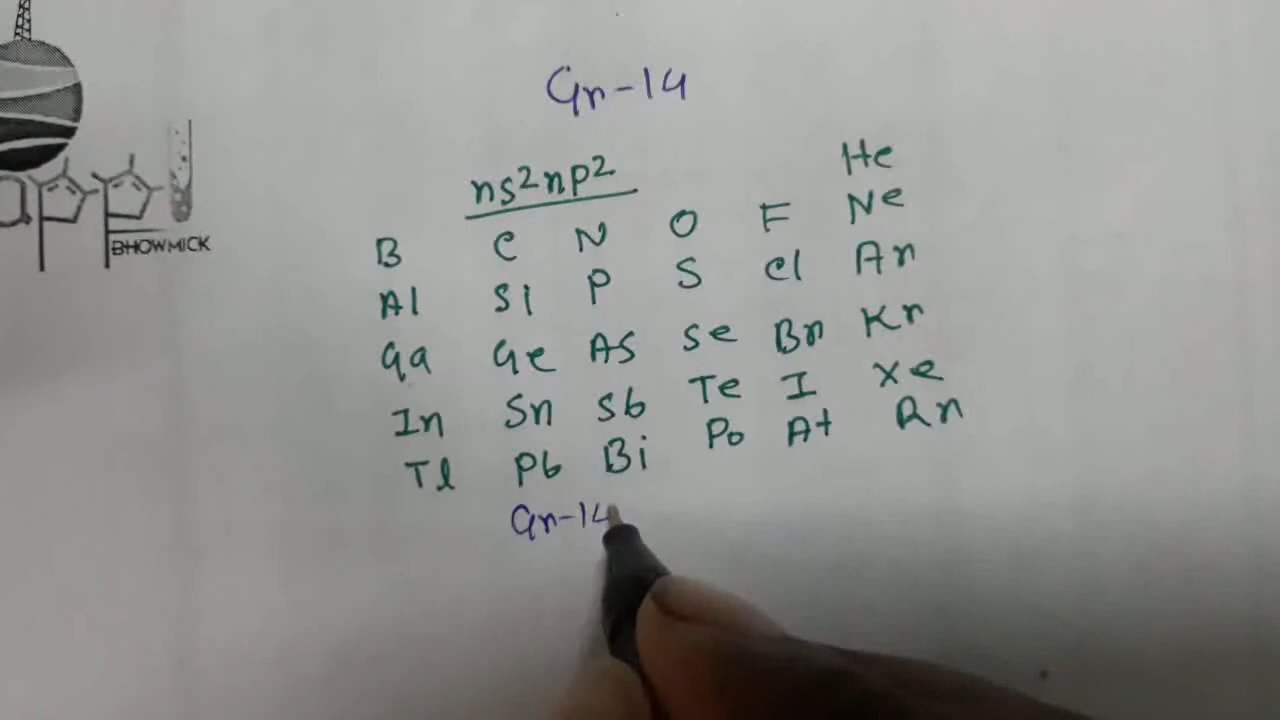 Gr-14
ns²np²
He
B C N O F Ne
Al Si P S Cl Ar
Ga Ge As Se Br Kr
In Sn Sb Te I Xe
Tl Pb Bi Po At Rn
Gr-14
BHOWMICK